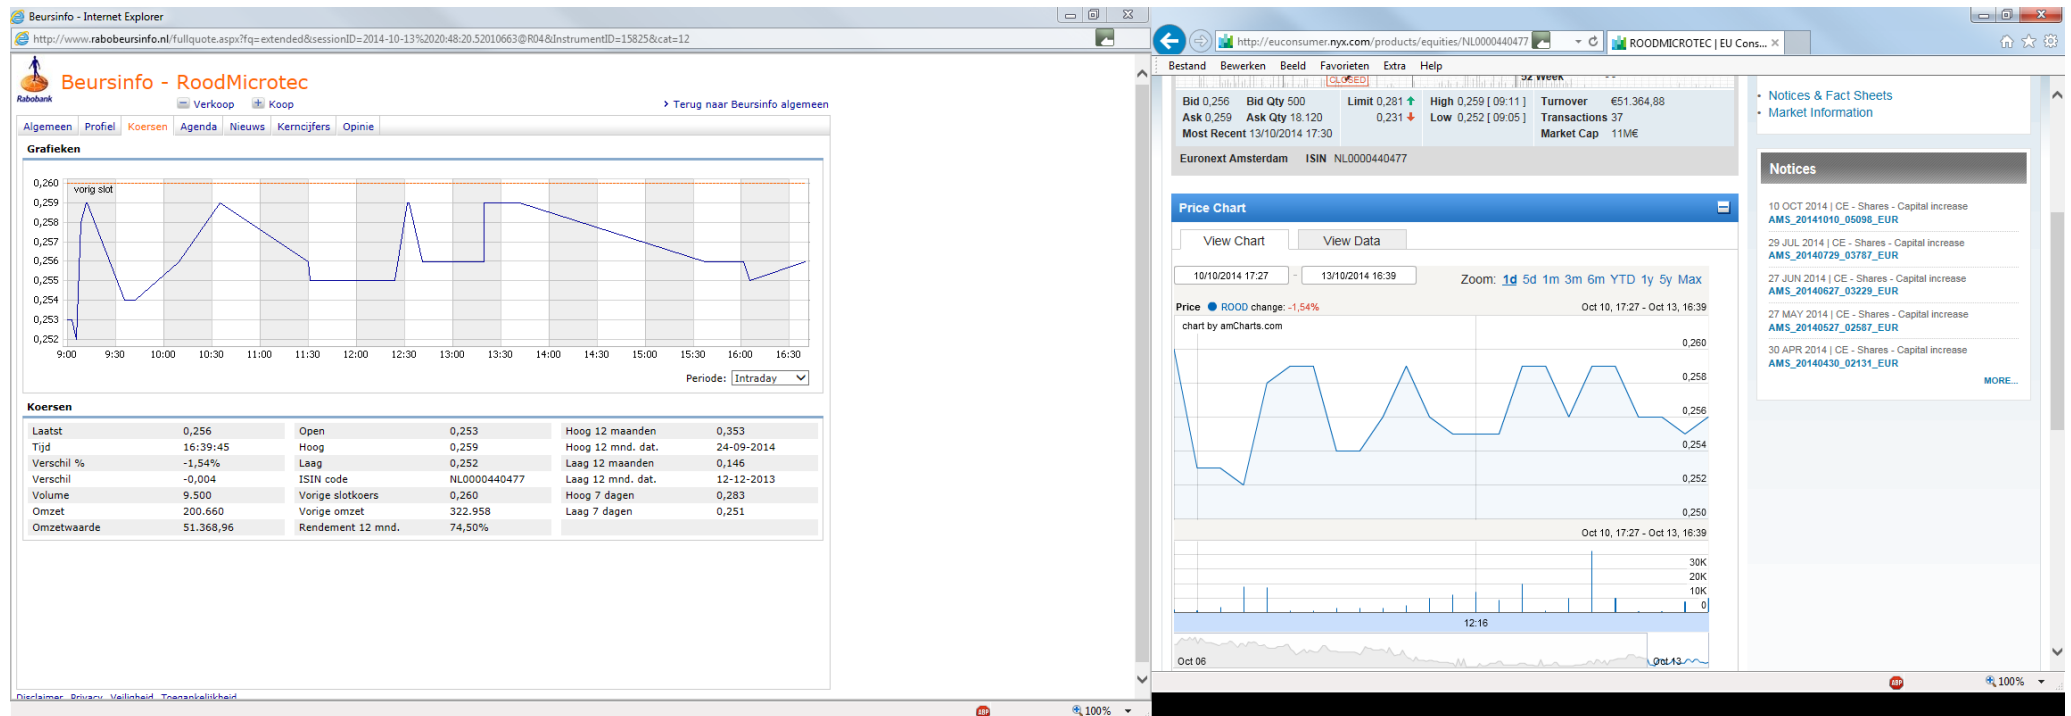 Beursinfo - Internet Explorer
http://www.rabobeursinfo.nl/fullquote.aspx?fq=extended&sessionID=2014-10-13%2020:48:20.52010663@R04&InstrumentID=15825&cat=12
Rabobank
Beursinfo - RoodMicrotec
Verkoop Koop
Terug naar Beursinfo algemeen
Algemeen Profiel Koersen Agenda Nieuws Kerncijfers Opinie
Grafieken
vorig slot
0,260
0,259
0,258
0,257
0,256
0,255
0,254
0,253
0,252
9:00 9:30 10:00 10:30 11:00 11:30 12:00 12:30 13:00 13:30 14:00 14:30 15:00 15:30 16:00 16:30
Periode: Intraday
Koersen
Laatst 0,256 Open 0,253 Hoog 12 maanden 0,353
Tijd 16:39:45 Hoog 0,259 Hoog 12 mnd. dat. 24-09-2014
Verschil % -1,54% Laag 0,252 Laag 12 maanden 0,146
Verschil -0,004 ISIN code NL0000440477 Laag 12 mnd. dat. 12-12-2013
Volume 9.500 Vorige slotkoers 0,260 Hoog 7 dagen 0,283
Omzet 200.660 Vorige omzet 322.958 Laag 7 dagen 0,251
Omzetwaarde 51.368,96 Rendement 12 mnd. 74,50%
Disclaimer Privacy Veiligheid Toegankelijkheid
ABP 100%
http://euconsumer.nyx.com/products/equities/NL0000440477
ROODMICROTEC | EU Cons...
Bestand Bewerken Beeld Favorieten Extra Help
CLOSED
52 Week - -
Bid 0,256 Bid Qty 500 Limit 0,281 High 0,259 [ 09:11 ] Turnover €51.364,88
Ask 0,259 Ask Qty 18.120 0,231 Low 0,252 [ 09:05 ] Transactions 37
Most Recent 13/10/2014 17:30 Market Cap 11M€
Euronext Amsterdam ISIN NL0000440477
Price Chart
View Chart View Data
10/10/2014 17:27 - 13/10/2014 16:39 Zoom: 1d 5d 1m 3m 6m YTD 1y 5y Max
Price ROOD change: -1,54% Oct 10, 17:27 - Oct 13, 16:39
chart by amCharts.com
0,260
0,258
0,256
0,254
0,252
0,250
Oct 10, 17:27 - Oct 13, 16:39
30K
20K
10K
0
12:16
Oct 06 Oct 13
Notices & Fact Sheets
Market Information
Notices
10 OCT 2014 | CE - Shares - Capital increase
AMS_20141010_05098_EUR
29 JUL 2014 | CE - Shares - Capital increase
AMS_20140729_03787_EUR
27 JUN 2014 | CE - Shares - Capital increase
AMS_20140627_03229_EUR
27 MAY 2014 | CE - Shares - Capital increase
AMS_20140527_02587_EUR
30 APR 2014 | CE - Shares - Capital increase
AMS_20140430_02131_EUR
MORE...
ABP 100%